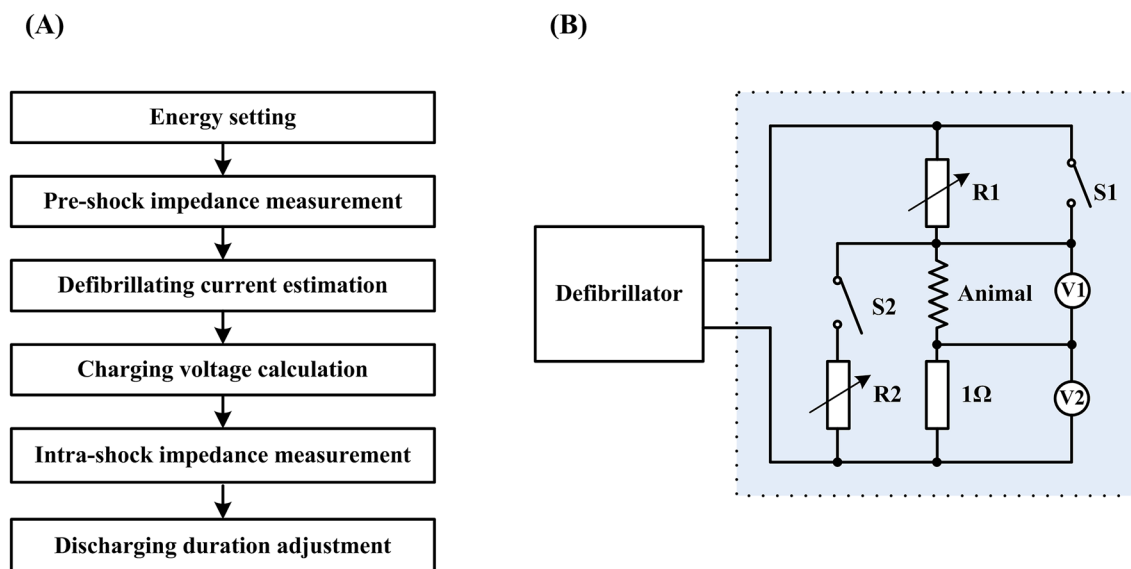 (A)
Energy setting
Pre-shock impedance measurement
Defibrillating current estimation
Charging voltage calculation
Intra-shock impedance measurement
Discharging duration adjustment
(B)
Defibrillator
R1
S1
S2
Animal
V1
R2
1Ω
V2